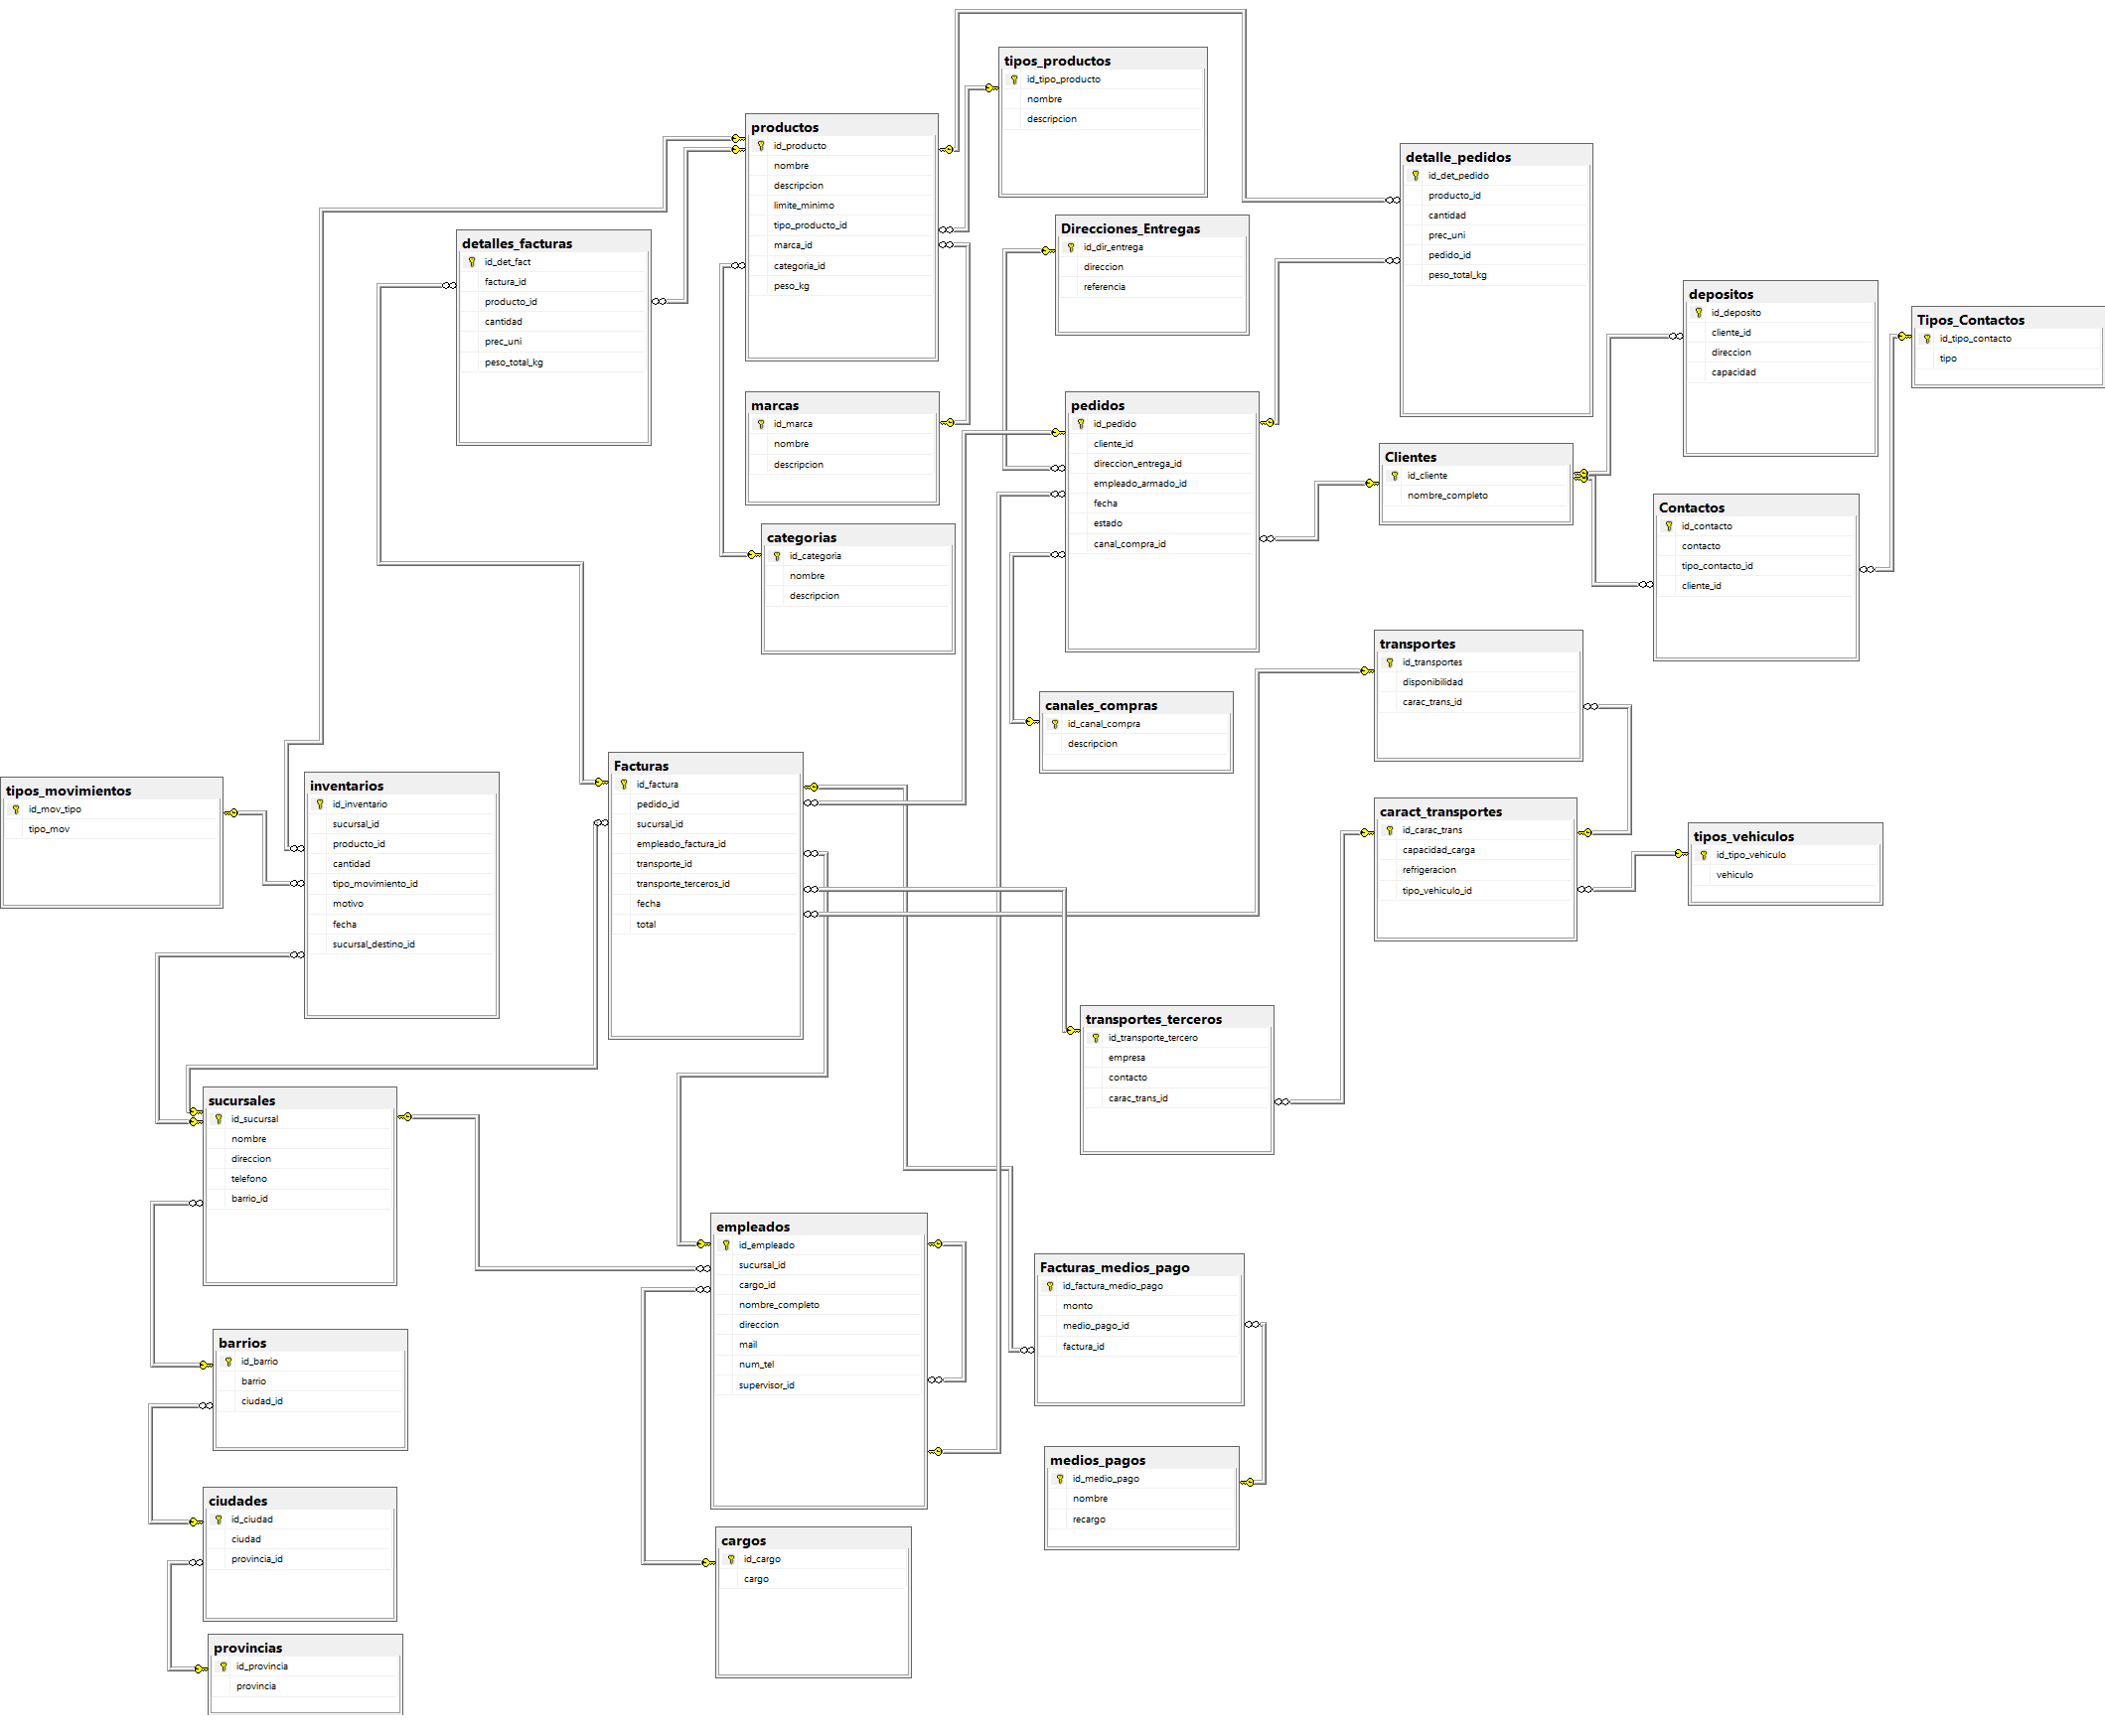 tipos_productos
id_tipo_producto
nombre
descripcion
productos
id_producto
nombre
descripcion
limite_minimo
tipo_producto_id
marca_id
categoria_id
peso_kg
detalle_pedidos
id_det_pedido
producto_id
cantidad
prec_uni
pedido_id
peso_total_kg
Direcciones_Entregas
id_dir_entrega
direccion
referencia
detalles_facturas
id_det_fact
factura_id
producto_id
cantidad
prec_uni
peso_total_kg
depositos
id_deposito
cliente_id
direccion
capacidad
Tipos_Contactos
id_tipo_contacto
tipo
marcas
id_marca
nombre
descripcion
pedidos
id_pedido
cliente_id
direccion_entrega_id
empleado_armado_id
fecha
estado
canal_compra_id
Clientes
id_cliente
nombre_completo
Contactos
id_contacto
contacto
tipo_contacto_id
cliente_id
categorias
id_categoria
nombre
descripcion
transportes
id_transportes
disponibilidad
carac_trans_id
canales_compras
id_canal_compra
descripcion
Facturas
id_factura
pedido_id
sucursal_id
empleado_factura_id
transporte_id
transporte_terceros_id
fecha
total
tipos_movimientos
id_mov_tipo
tipo_mov
inventarios
id_inventario
sucursal_id
producto_id
cantidad
tipo_movimiento_id
motivo
fecha
sucursal_destino_id
caract_transportes
id_carac_trans
capacidad_carga
refrigeracion
tipo_vehiculo_id
tipos_vehiculos
id_tipo_vehiculo
vehiculo
transportes_terceros
id_transporte_tercero
empresa
contacto
carac_trans_id
sucursales
id_sucursal
nombre
direccion
telefono
barrio_id
empleados
id_empleado
sucursal_id
cargo_id
nombre_completo
direccion
mail
num_tel
supervisor_id
Facturas_medios_pago
id_factura_medio_pago
monto
medio_pago_id
factura_id
barrios
id_barrio
barrio
ciudad_id
medios_pagos
id_medio_pago
nombre
recargo
ciudades
id_ciudad
ciudad
provincia_id
cargos
id_cargo
cargo
provincias
id_provincia
provincia